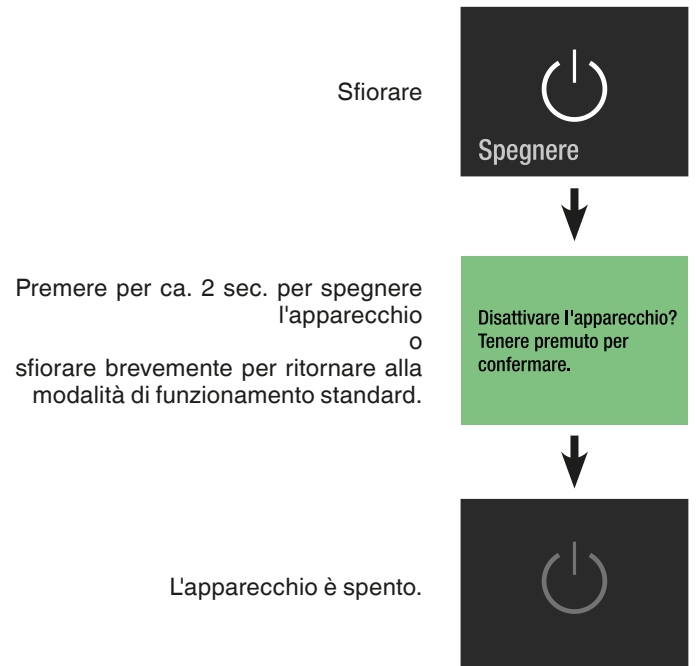 Sfiorare
Spegnere
Premere per ca. 2 sec. per spegnere
l'apparecchio
o
sfiorare brevemente per ritornare alla
modalità di funzionamento standard.
Disattivare l'apparecchio?
Tenere premuto per
confermare.
L'apparecchio è spento.